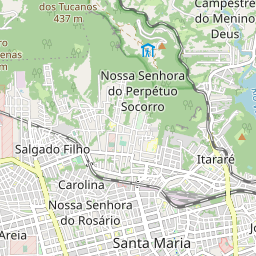 dos Tucanos
437 m
Campestre
do Menino
Deus
Nossa Senhora
do Perpétuo
Socorro
Salgado Filho
Itararé
Carolina
Nossa Senhora
do Rosário
Areia
Santa Maria